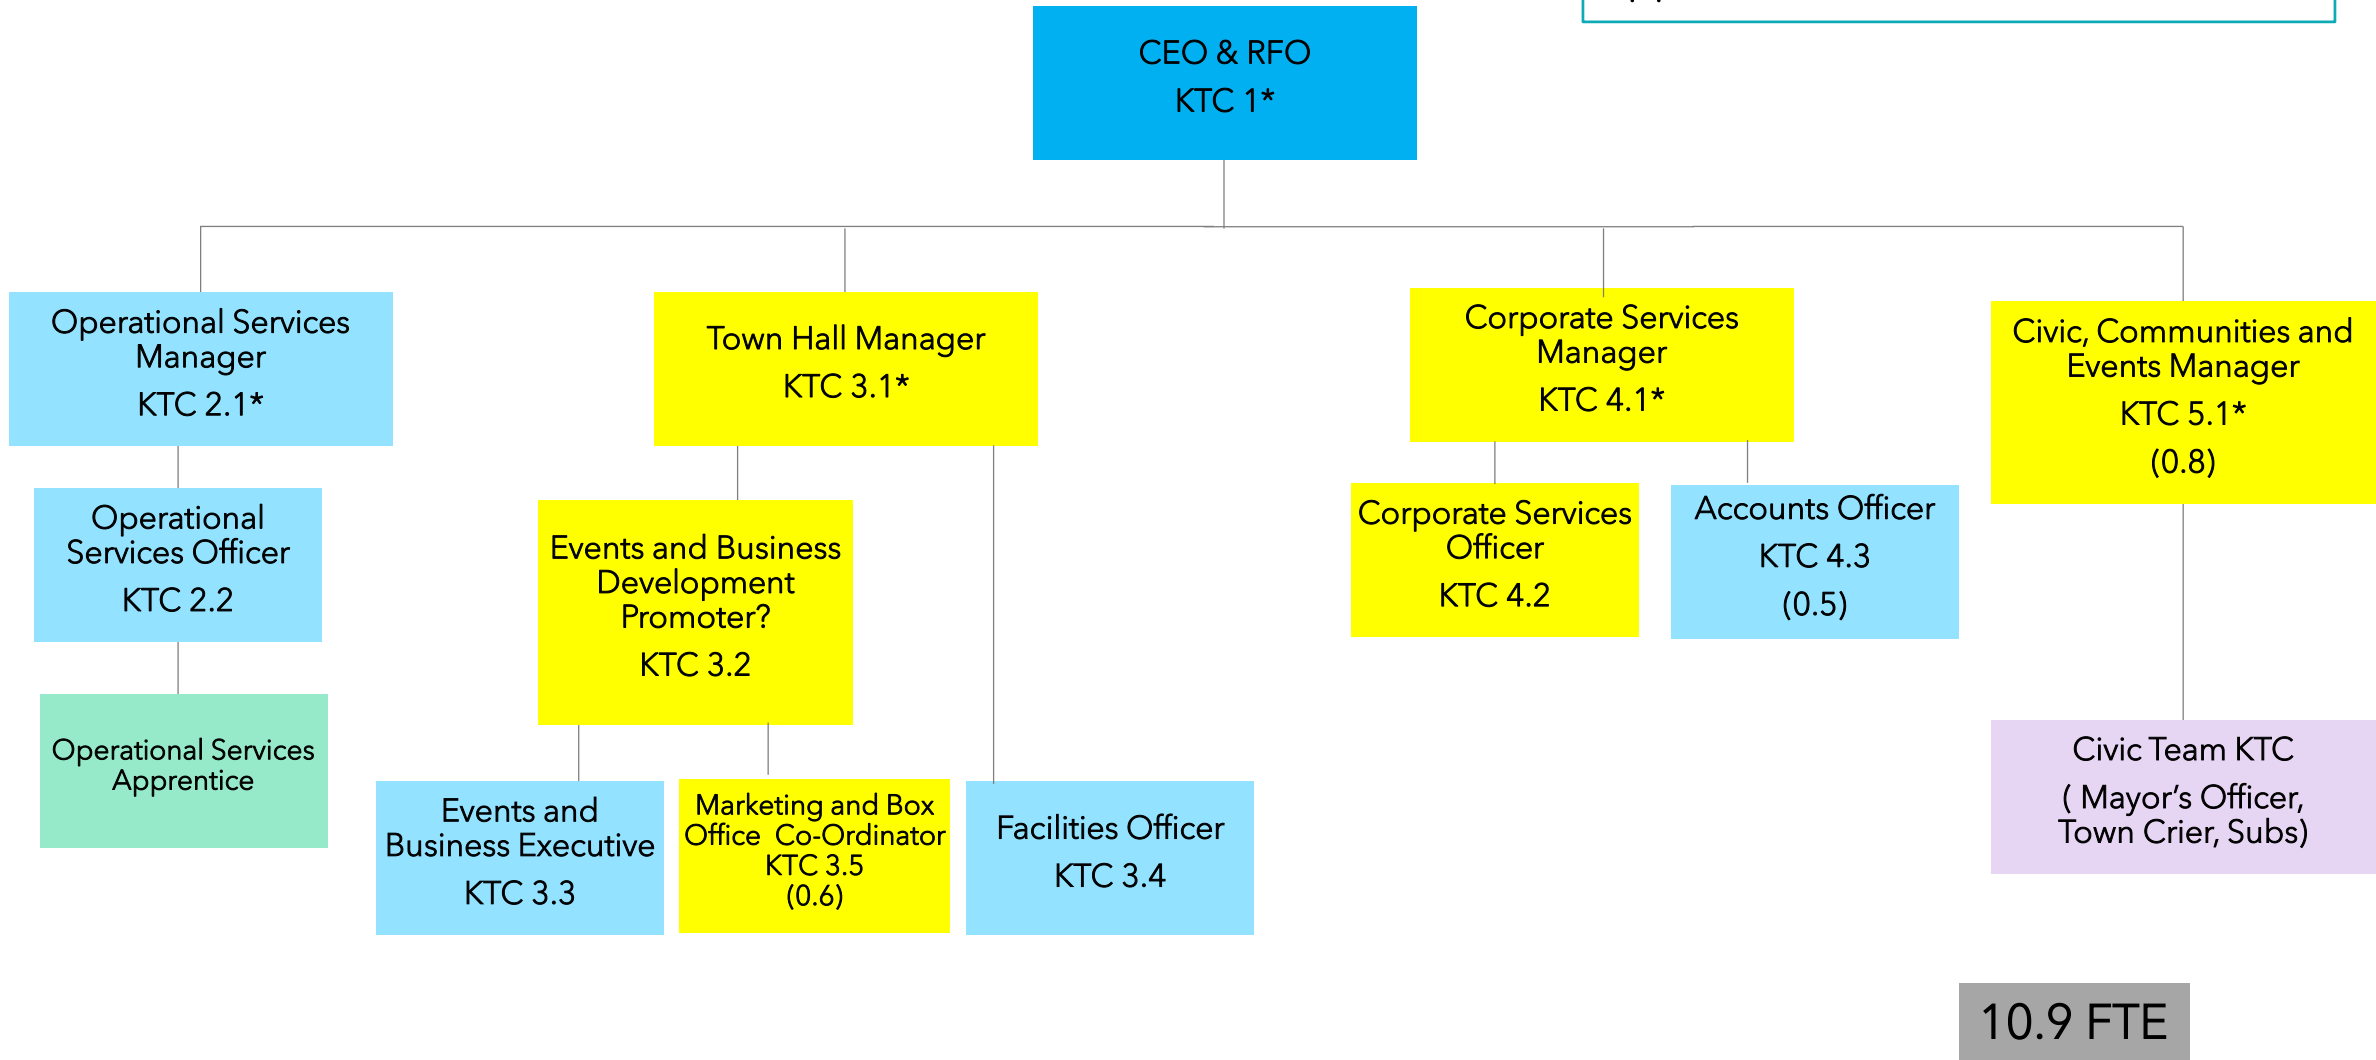 CEO & RFO
KTC 1*
Operational Services
Manager
KTC 2.1*
Town Hall Manager
KTC 3.1*
Corporate Services
Manager
KTC 4.1*
Civic, Communities and
Events Manager
KTC 5.1*
(0.8)
Operational
Services Officer
KTC 2.2
Events and Business
Development
Promoter?
KTC 3.2
Corporate Services
Officer
KTC 4.2
Accounts Officer
KTC 4.3
(0.5)
Operational Services
Apprentice
Events and
Business Executive
KTC 3.3
Marketing and Box
Office  Co-Ordinator
KTC 3.5
(0.6)
Facilities Officer
KTC 3.4
Civic Team KTC
( Mayor’s Officer,
Town Crier, Subs)
10.9 FTE